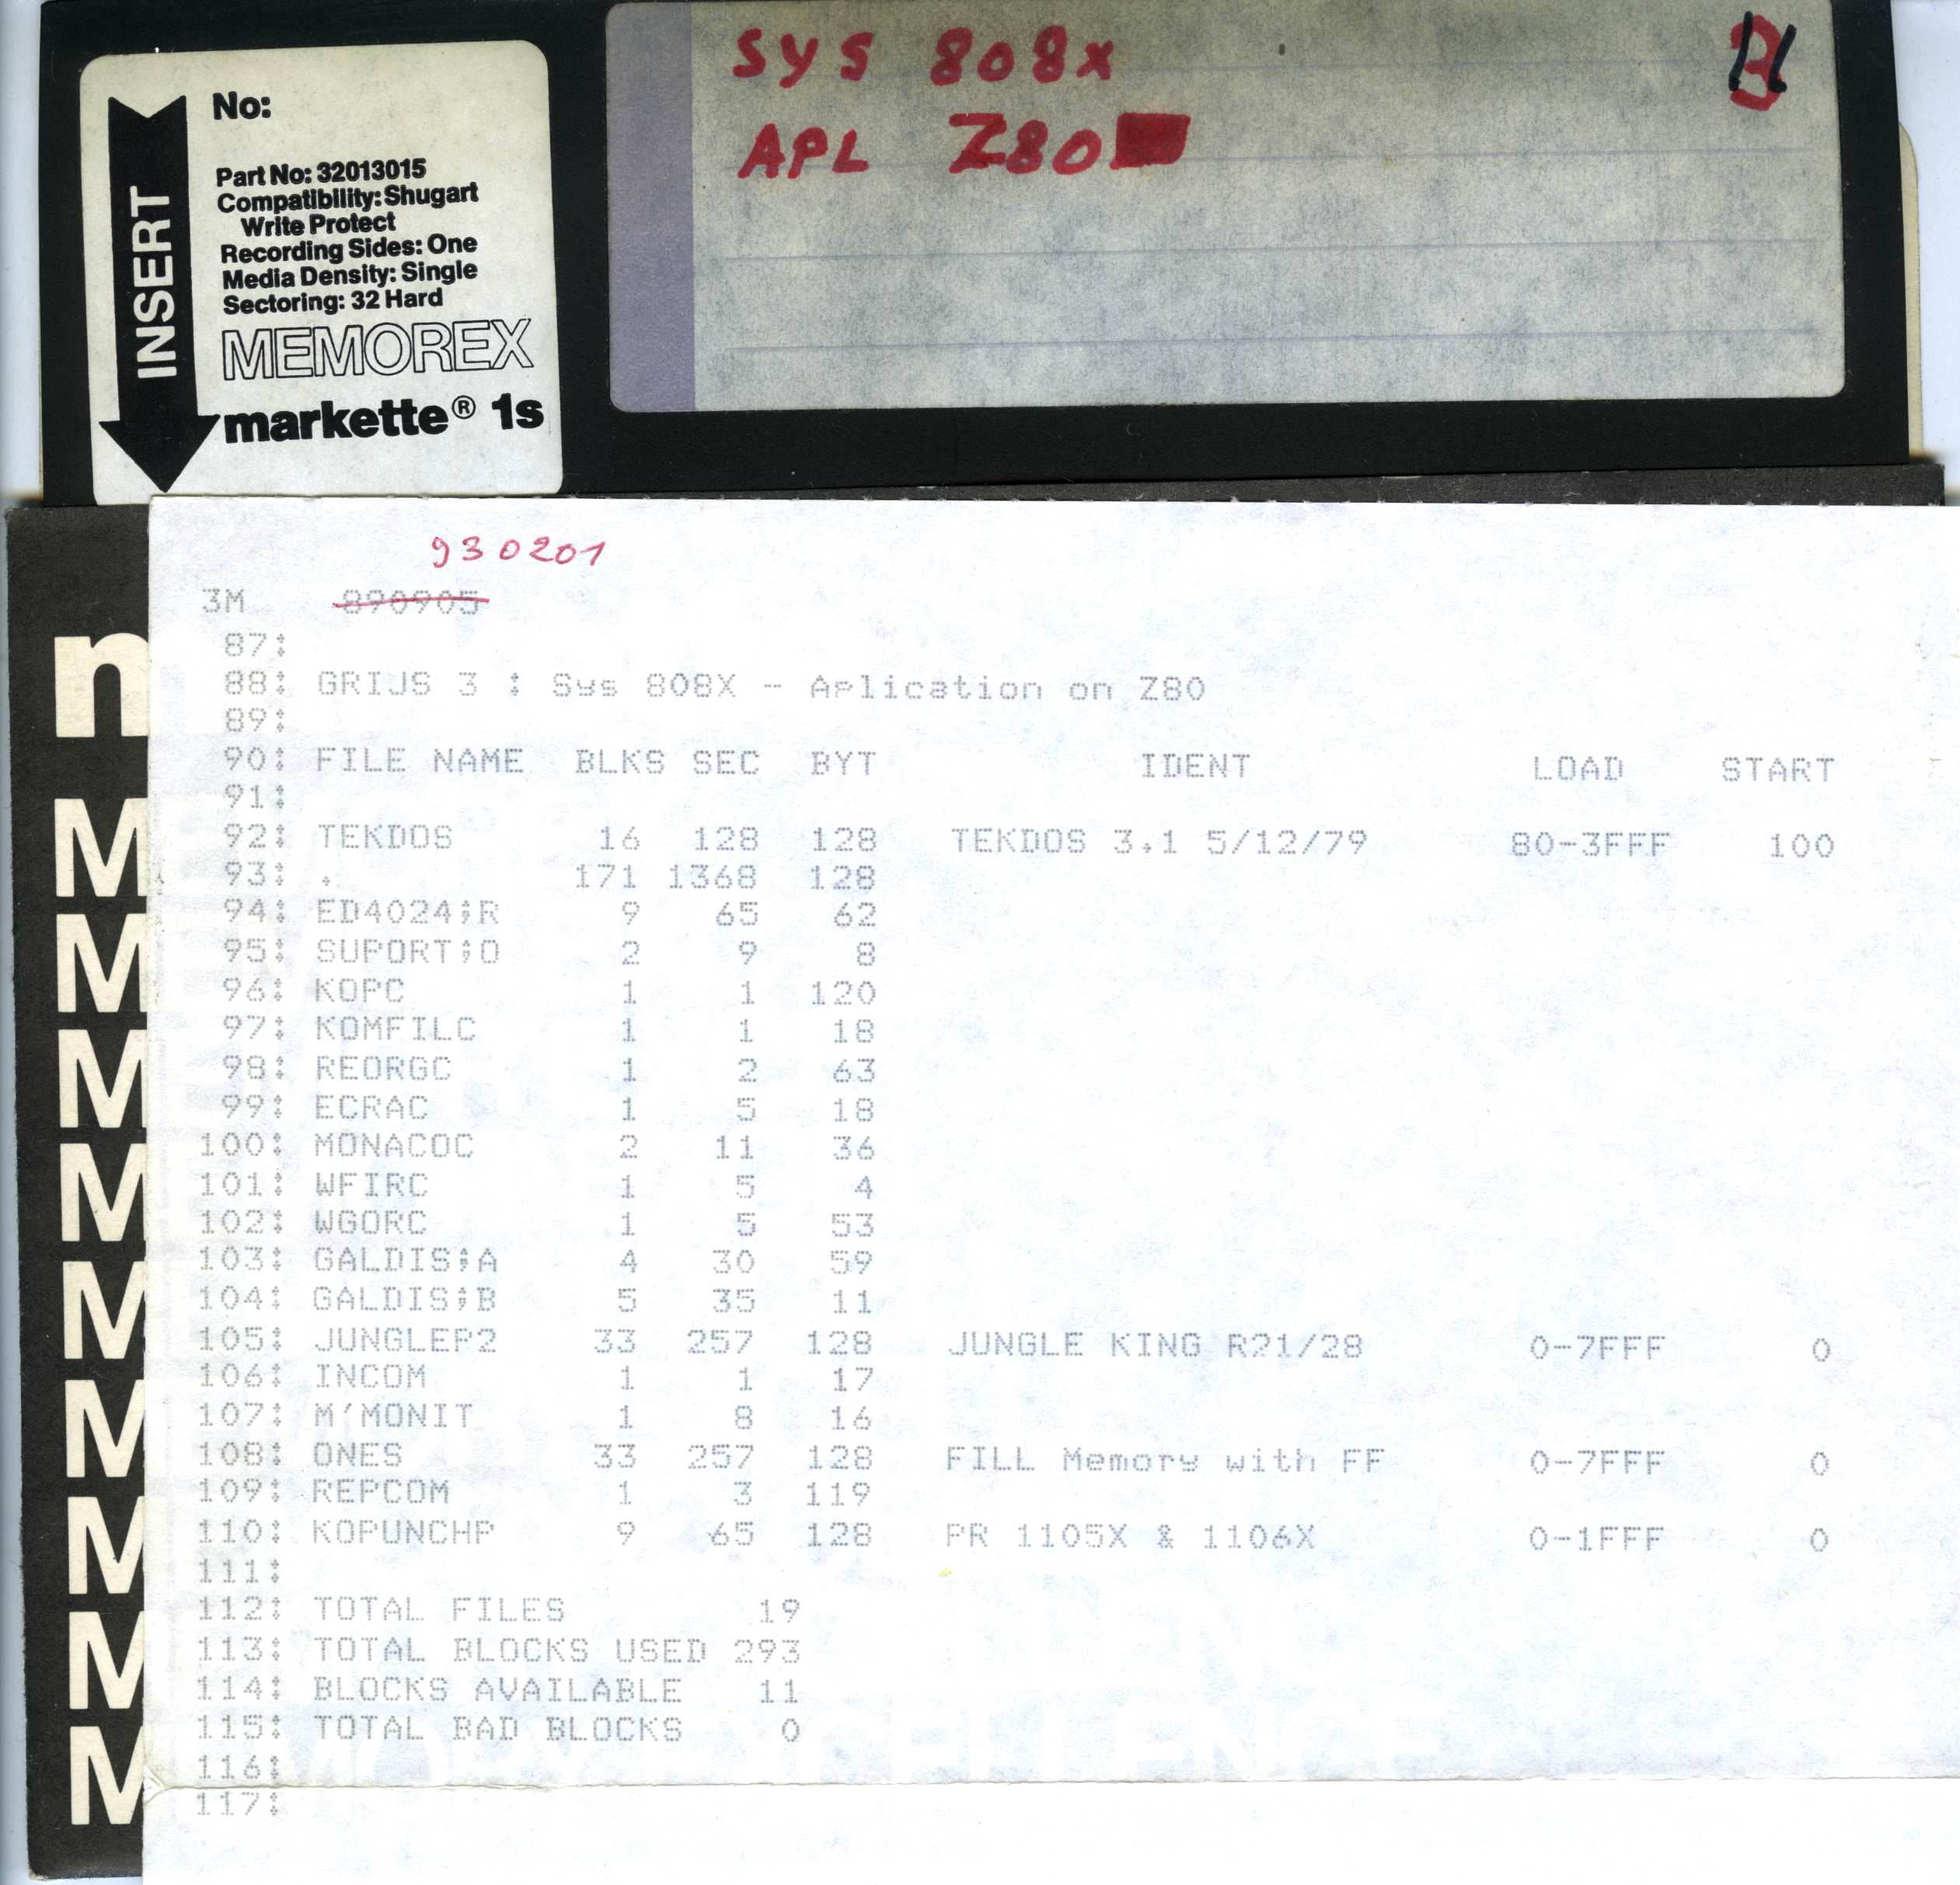 SYS 808x
APL Z80
INSERT
No:
Part No: 32013015
Compatibility: Shugart
Write Protect
Recording Sides: One
Media Density: Single
Sectoring: 32 Hard
MEMOREX
markette® 1s
930201
3M 890905
87:
88: GRIJS 3 : Sys 808X - Aplication on Z80
89:
90: FILE NAME BLKS SEC BYT IDENT LOAD START
91:
92: TEKDOS 16 128 128 TEKDOS 3.1 5/12/79 80-3FFF 100
93: . 171 1368 128
94: ED4024;R 9 65 62
95: SUPORT;O 2 9 8
96: KOPC 1 1 120
97: KOMFILC 1 1 18
98: REORGC 1 2 63
99: ECRAC 1 5 18
100: MONACOC 2 11 36
101: WFIRC 1 5 4
102: WGORC 1 5 53
103: GALDIS;A 4 30 59
104: GALDIS;B 5 35 11
105: JUNGLEP2 33 257 128 JUNGLE KING R21/28 0-7FFF 0
106: INCOM 1 1 17
107: M'MONIT 1 8 16
108: ONES 33 257 128 FILL Memory with FF 0-7FFF 0
109: REPCOM 1 3 119
110: KOPUNCHP 9 65 128 PR 1105X & 1106X 0-1FFF 0
111:
112: TOTAL FILES 19
113: TOTAL BLOCKS USED 293
114: BLOCKS AVAILABLE 11
115: TOTAL BAD BLOCKS 0
116:
117: